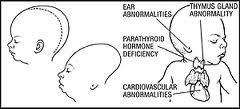 EAR
ABNORMALITIES
THYMUS GLAND
ABNORMALITY
PARATHYROID
HORMONE
DEFICIENCY
CARDIOVASCULAR
ABNORMALITIES